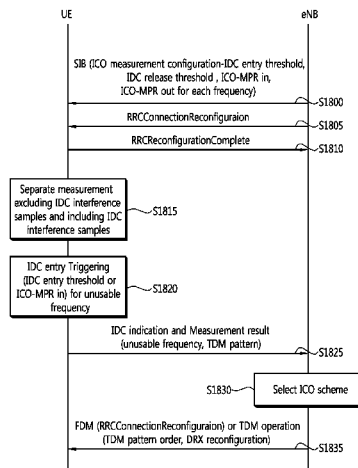 UE
eNB
SIB (ICO measurement configuration-IDC entry threshold,
IDC release threshold , ICO-MPR in,
ICO-MPR out for each frequency)
S1800
RRCConnectionReconfiguraion
S1805
RRCReconfigurationComplete
S1810
Separate measurement
excluding IDC interference
samples and including IDC
interference samples
S1815
IDC entry Triggering
(IDC entry threshold or
ICO-MPR in) for unusable
frequency
S1820
IDC indication and Measurement result
(unusable frequency, TDM pattern)
S1825
S1830
Select ICO scheme
FDM (RRCConnectionReconfiguraion) or TDM operation
(TDM pattern order, DRX reconfiguration)
S1835